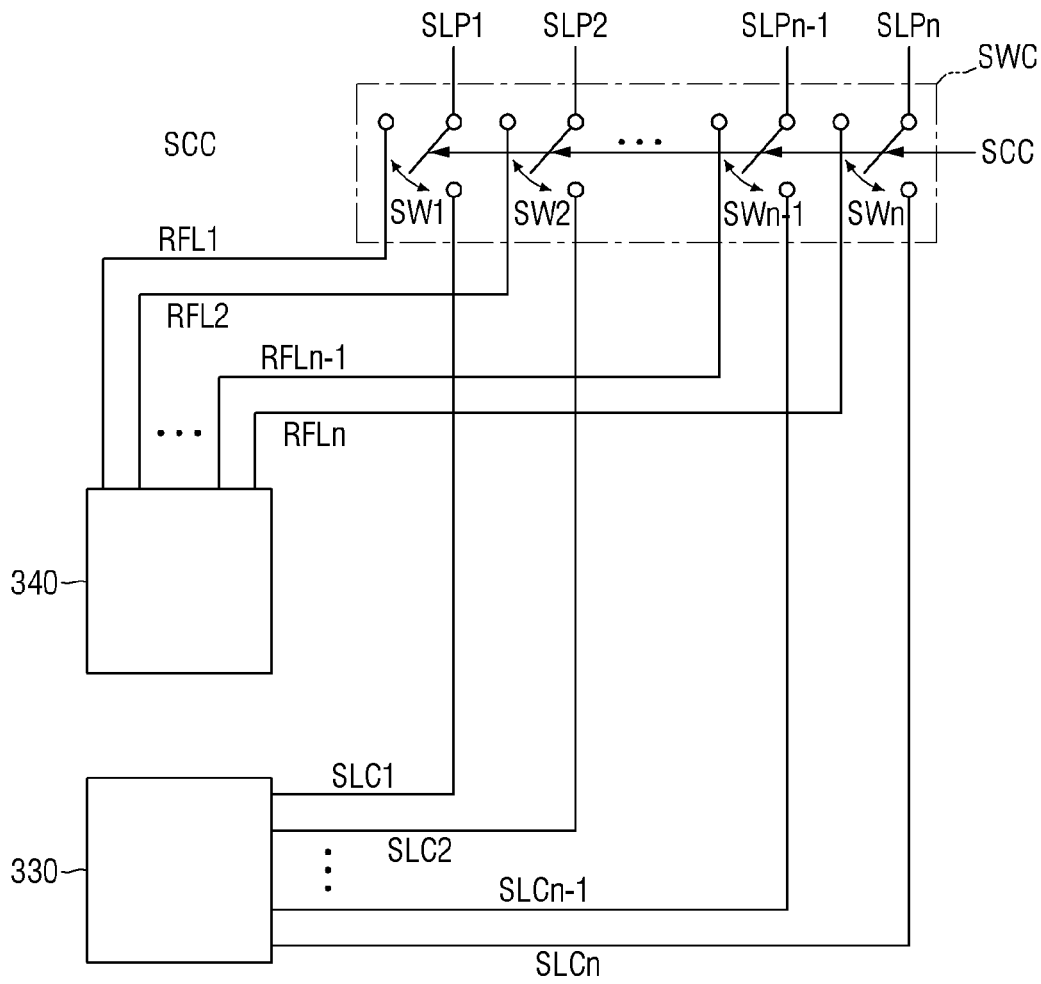 SLP1 SLP2 SLPn-1 SLPn
SWC
SCC
SCC
SW1 SW2 SWn-1 SWn
RFL1
RFL2
RFLn-1
RFLn
340
SLC1
SLC2
330
SLCn-1
SLCn